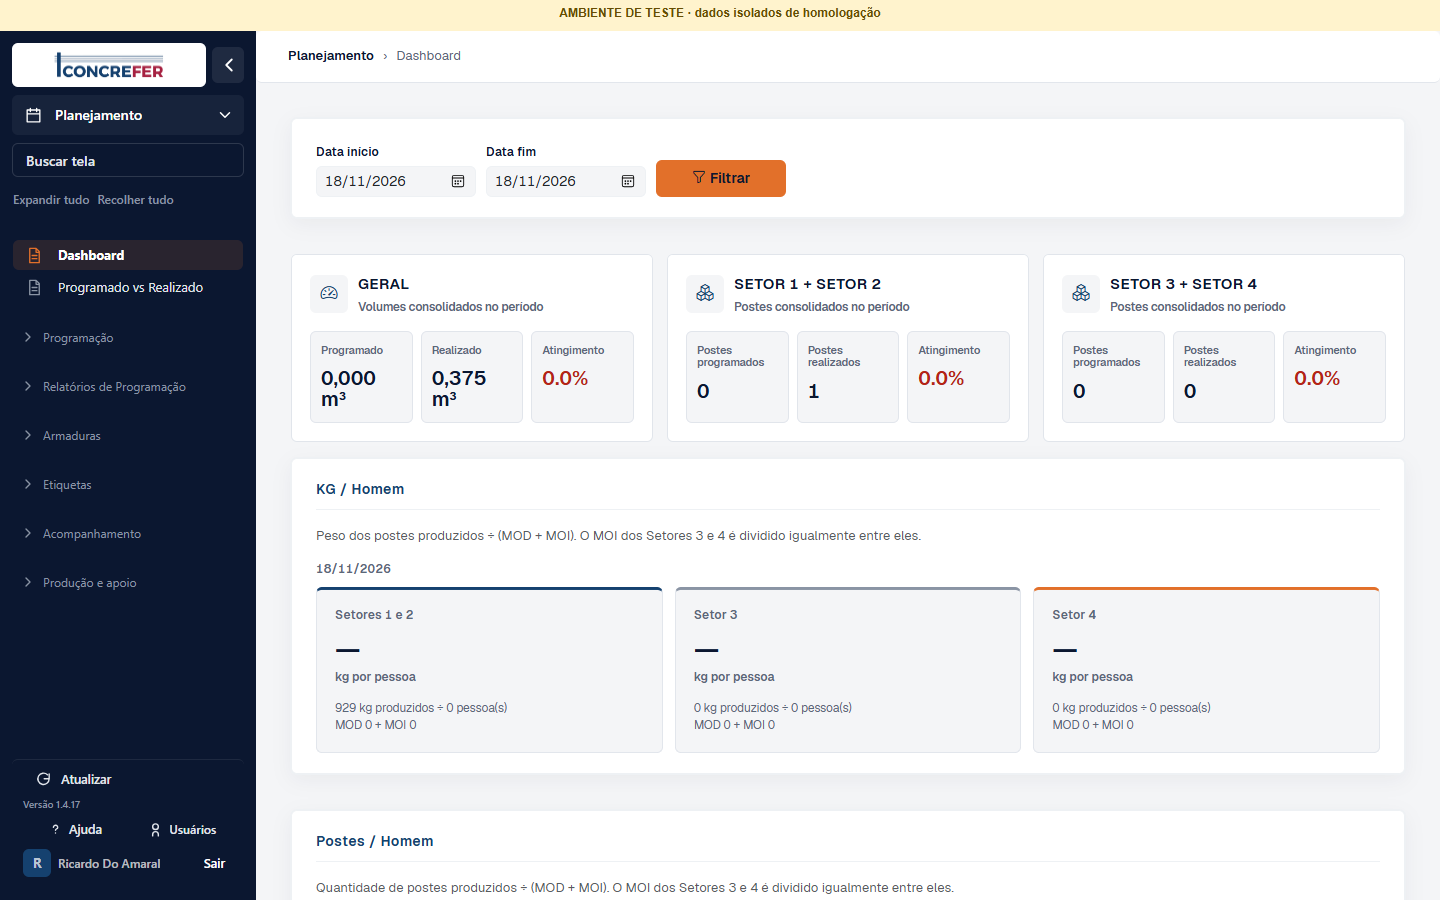 AMBIENTE DE TESTE · dados isolados de homologação
CONCREFER
Planejamento
Buscar tela
Expandir tudo Recolher tudo
Dashboard
Programado vs Realizado
Programação
Relatórios de Programação
Armaduras
Etiquetas
Acompanhamento
Produção e apoio
Atualizar
Versão 1.4.17
? Ajuda
Usuários
R Ricardo Do Amaral
Sair
Planejamento › Dashboard
Data início
Data fim
18/11/2026
18/11/2026
Filtrar
GERAL
Volumes consolidados no período
Programado
0,000
m³
Realizado
0,375
m³
Atingimento
0.0%
SETOR 1 + SETOR 2
Postes consolidados no período
Postes
programados
0
Postes
realizados
1
Atingimento
0.0%
SETOR 3 + SETOR 4
Postes consolidados no período
Postes
programados
0
Postes
realizados
0
Atingimento
0.0%
KG / Homem
Peso dos postes produzidos ÷ (MOD + MOI). O MOI dos Setores 3 e 4 é dividido igualmente entre eles.
18/11/2026
Setores 1 e 2
—
kg por pessoa
929 kg produzidos ÷ 0 pessoa(s)
MOD 0 + MOI 0
Setor 3
—
kg por pessoa
0 kg produzidos ÷ 0 pessoa(s)
MOD 0 + MOI 0
Setor 4
—
kg por pessoa
0 kg produzidos ÷ 0 pessoa(s)
MOD 0 + MOI 0
Postes / Homem
Quantidade de postes produzidos ÷ (MOD + MOI). O MOI dos Setores 3 e 4 é dividido igualmente entre eles.